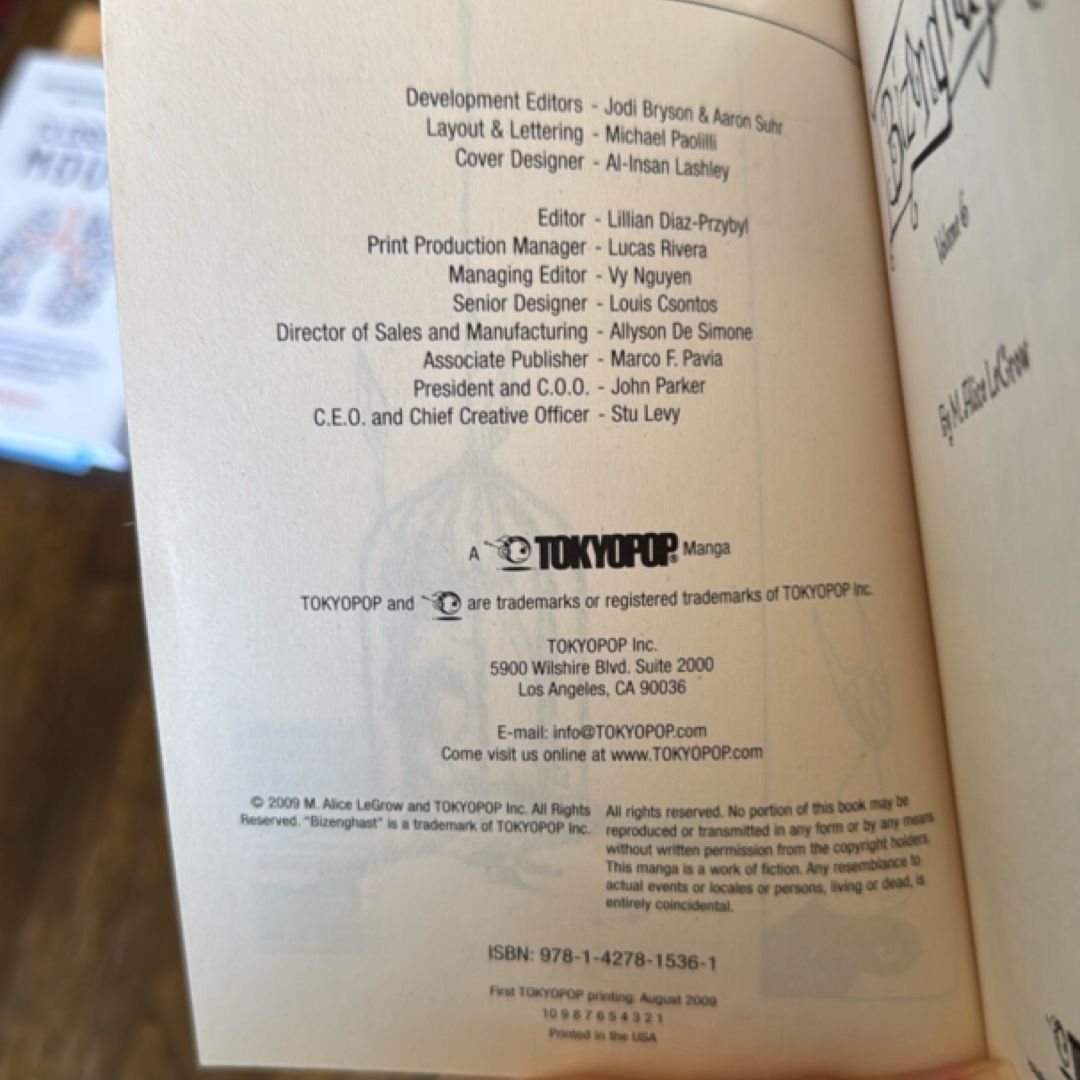 Development Editors - Jodi Bryson & Aaron Suhr
Layout & Lettering - Michael Paolilli
Cover Designer - Al-Insan Lashley
Editor - Lillian Diaz-Przybyl
Print Production Manager - Lucas Rivera
Managing Editor - Vy Nguyen
Senior Designer - Louis Csontos
Director of Sales and Manufacturing - Allyson De Simone
Associate Publisher - Marco F. Pavia
President and C.O.O. - John Parker
C.E.O. and Chief Creative Officer - Stu Levy
A TOKYOPOP® Manga
TOKYOPOP and are trademarks or registered trademarks of TOKYOPOP Inc.
TOKYOPOP Inc.
5900 Wilshire Blvd. Suite 2000
Los Angeles, CA 90036
E-mail: info@TOKYOPOP.com
Come visit us online at www.TOKYOPOP.com
© 2009 M. Alice LeGrow and TOKYOPOP Inc. All Rights
Reserved. "Bizenghast" is a trademark of TOKYOPOP Inc.
All rights reserved. No portion of this book may be
reproduced or transmitted in any form or by any means
without written permission from the copyright holders.
This manga is a work of fiction. Any resemblance to
actual events or locales or persons, living or dead, is
entirely coincidental.
ISBN: 978-1-4278-1536-1
First TOKYOPOP printing: August 2009
10 9 8 7 6 5 4 3 2 1
Printed in the USA
Volume 6
By M. Alice LeGrow